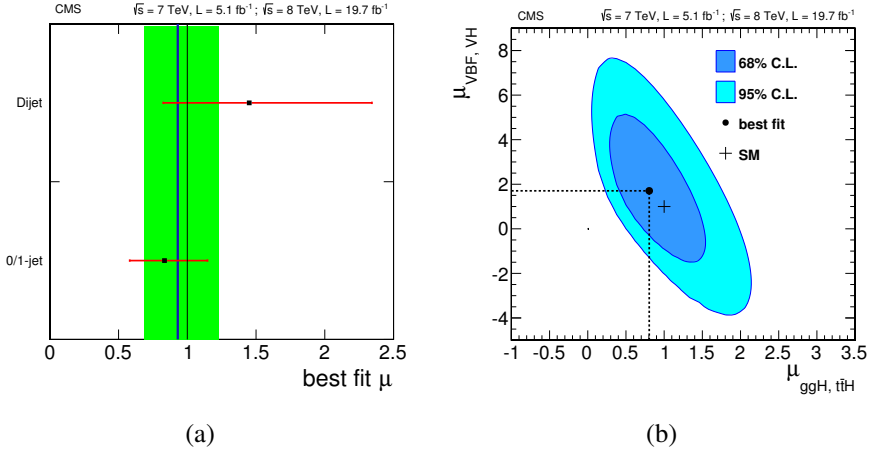 CMS √s = 7 TeV, L = 5.1 fb-1 ; √s = 8 TeV, L = 19.7 fb-1
Dijet
0/1-jet
0 0.5 1 1.5 2 2.5
best fit μ
(a)
CMS √s = 7 TeV, L = 5.1 fb-1 ; √s = 8 TeV, L = 19.7 fb-1
μVBF, VH
8
6
4
2
0
-2
-4
68% C.L.
95% C.L.
best fit
SM
-1 -0.5 0 0.5 1 1.5 2 2.5 3 3.5
μggH, tt̄H
(b)